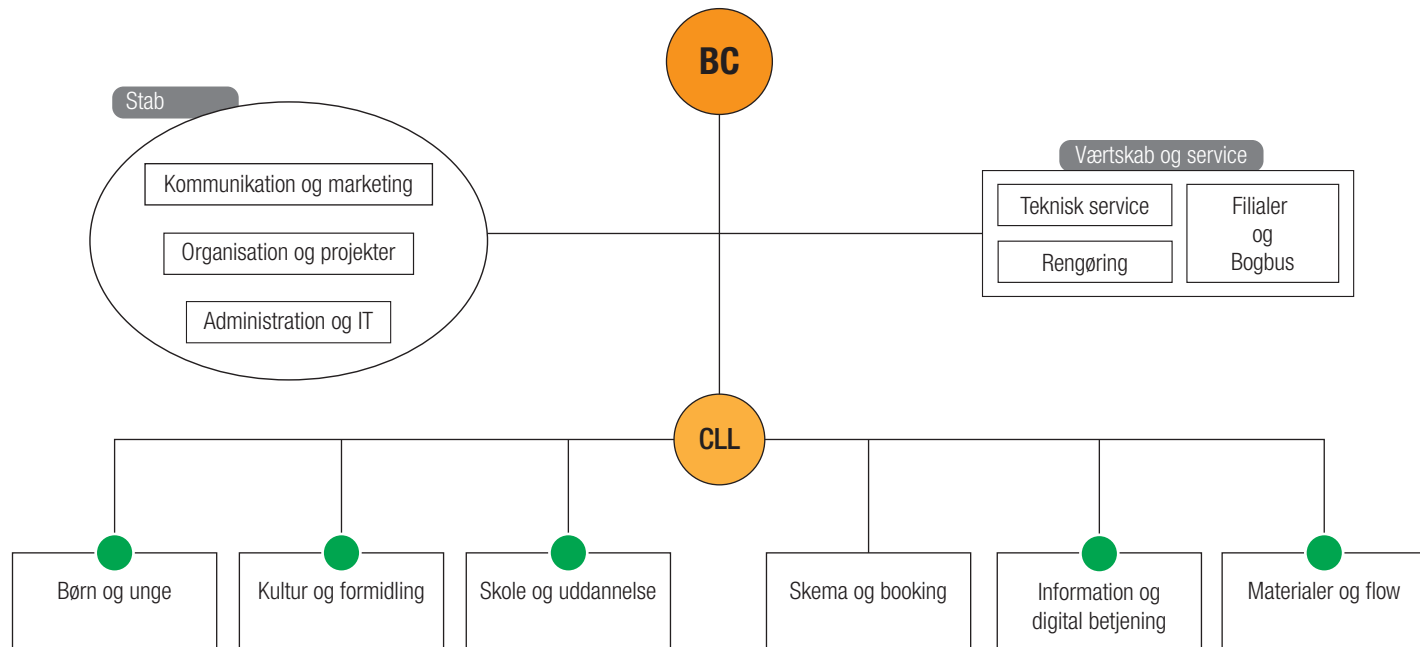 BC
Stab
Kommunikation og marketing
Organisation og projekter
Administration og IT
Værtskab og service
Teknisk service
Rengøring
Filialer
og
Bogbus
CLL
Børn og unge
Kultur og formidling
Skole og uddannelse
Skema og booking
Information og
digital betjening
Materialer og flow